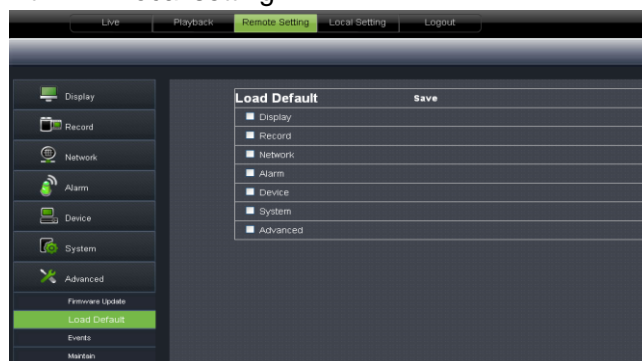 Local Setting
Live Playback Remote Setting Local Setting Logout
Display
Record
Network
Alarm
Device
System
Advanced
Firmware Update
Load Default
Events
Maintain
Load Default Save
Display
Record
Network
Alarm
Device
System
Advanced